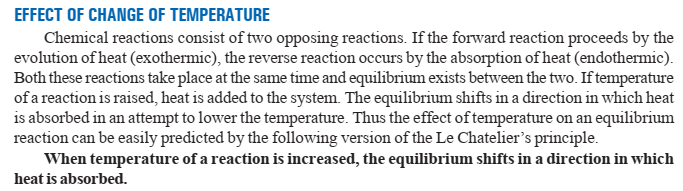 EFFECT OF CHANGE OF TEMPERATURE
Chemical reactions consist of two opposing reactions. If the forward reaction proceeds by the
evolution of heat (exothermic), the reverse reaction occurs by the absorption of heat (endothermic).
Both these reactions take place at the same time and equilibrium exists between the two. If temperature
of a reaction is raised, heat is added to the system. The equilibrium shifts in a direction in which heat
is absorbed in an attempt to lower the temperature. Thus the effect of temperature on an equilibrium
reaction can be easily predicted by the following version of the Le Chatelier’s principle.
When temperature of a reaction is increased, the equilibrium shifts in a direction in which
heat is absorbed.